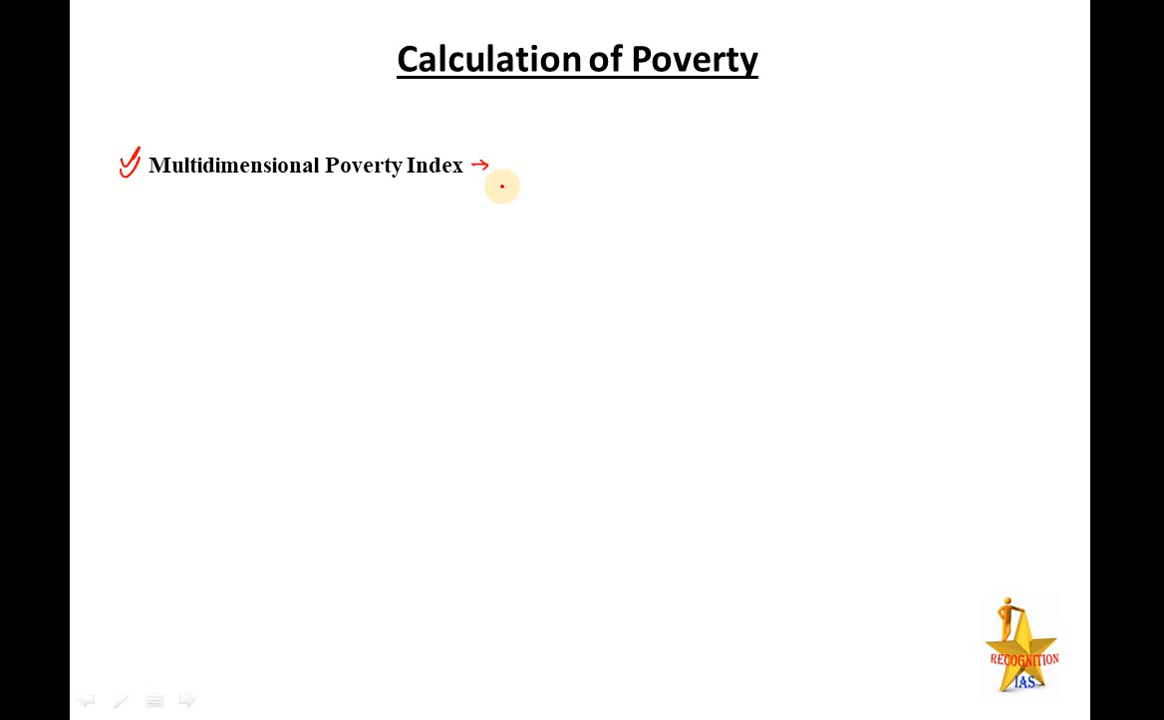 Calculation of Poverty
Multidimensional Poverty Index →
RECOGNITION
IAS